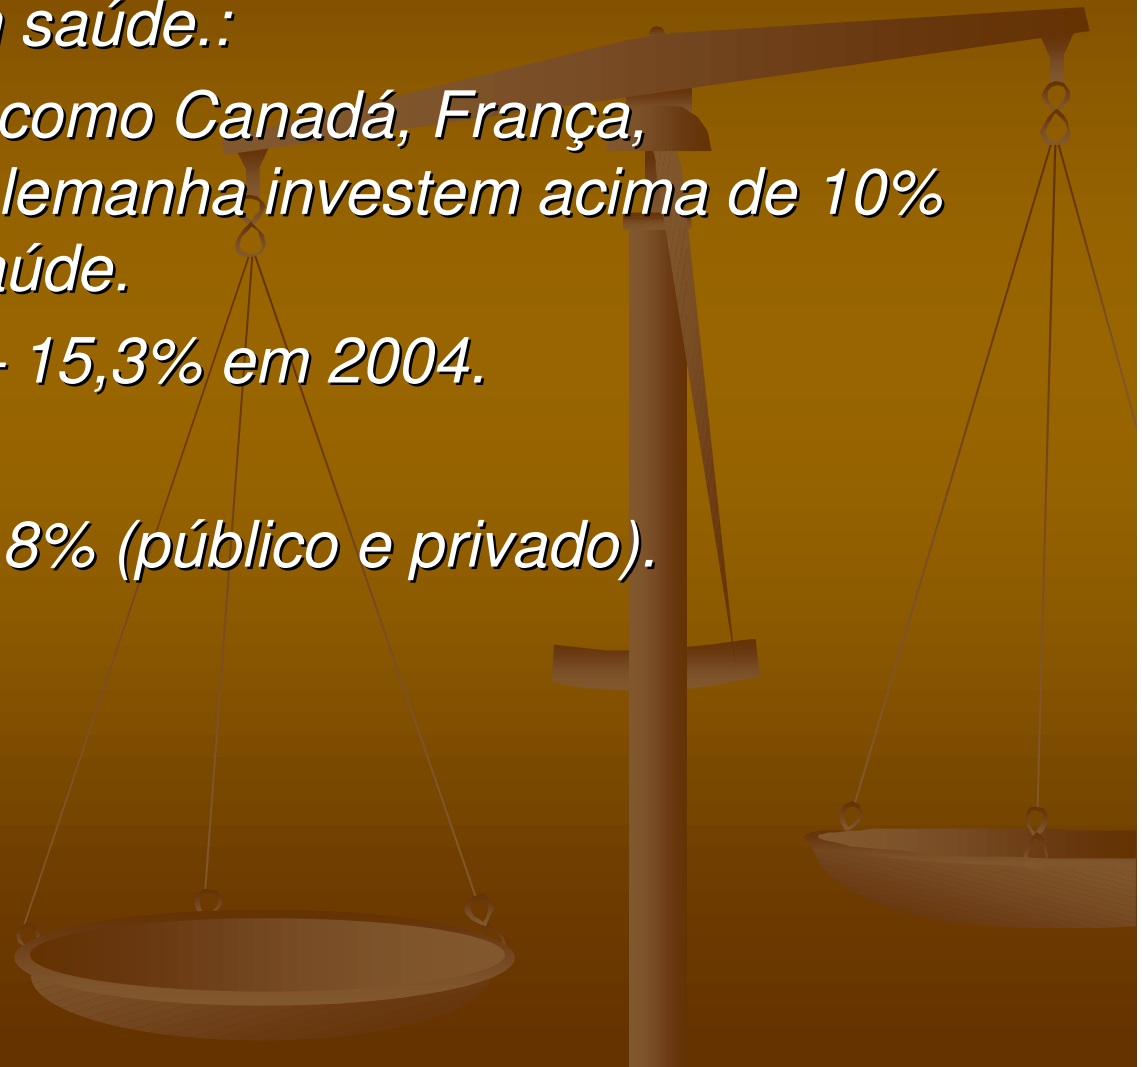 saúde.:
como Canadá, França,
lemanha investem acima de 10%
aúde.
- 15,3% em 2004.
8% (público e privado).